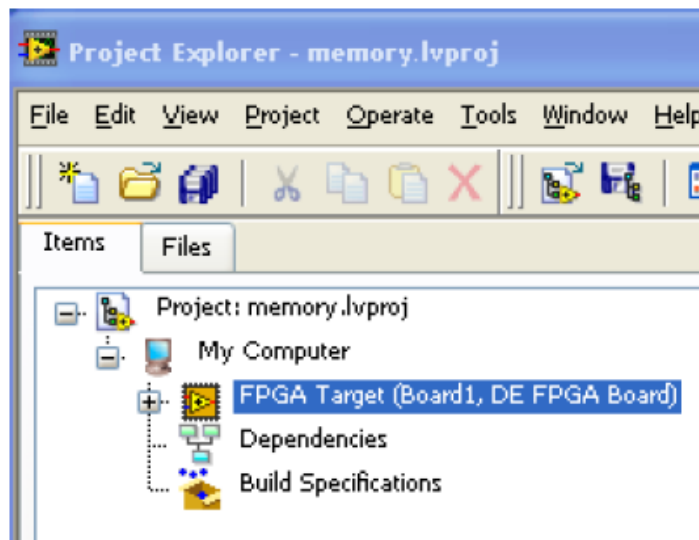 Project Explorer - memory.lvproj
File Edit View Project Operate Tools Window Help
Items Files
Project: memory.lvproj
My Computer
FPGA Target (Board1, DE FPGA Board)
Dependencies
Build Specifications